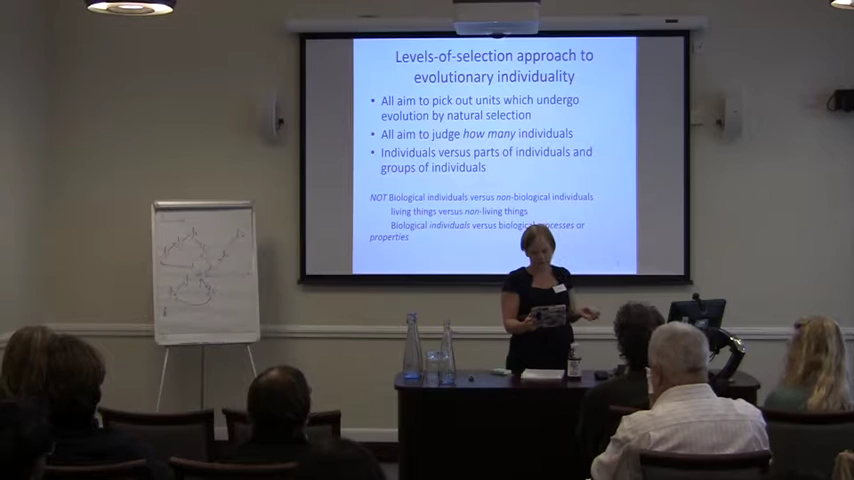 Levels-of-selection approach to
evolutionary individuality
• All aim to pick out units which undergo
evolution by natural selection
• All aim to judge how many individuals
• Individuals versus parts of individuals and
groups of individuals
NOT Biological individuals versus non-biological individuals
living things versus non-living things
Biological individuals versus biological processes or
properties